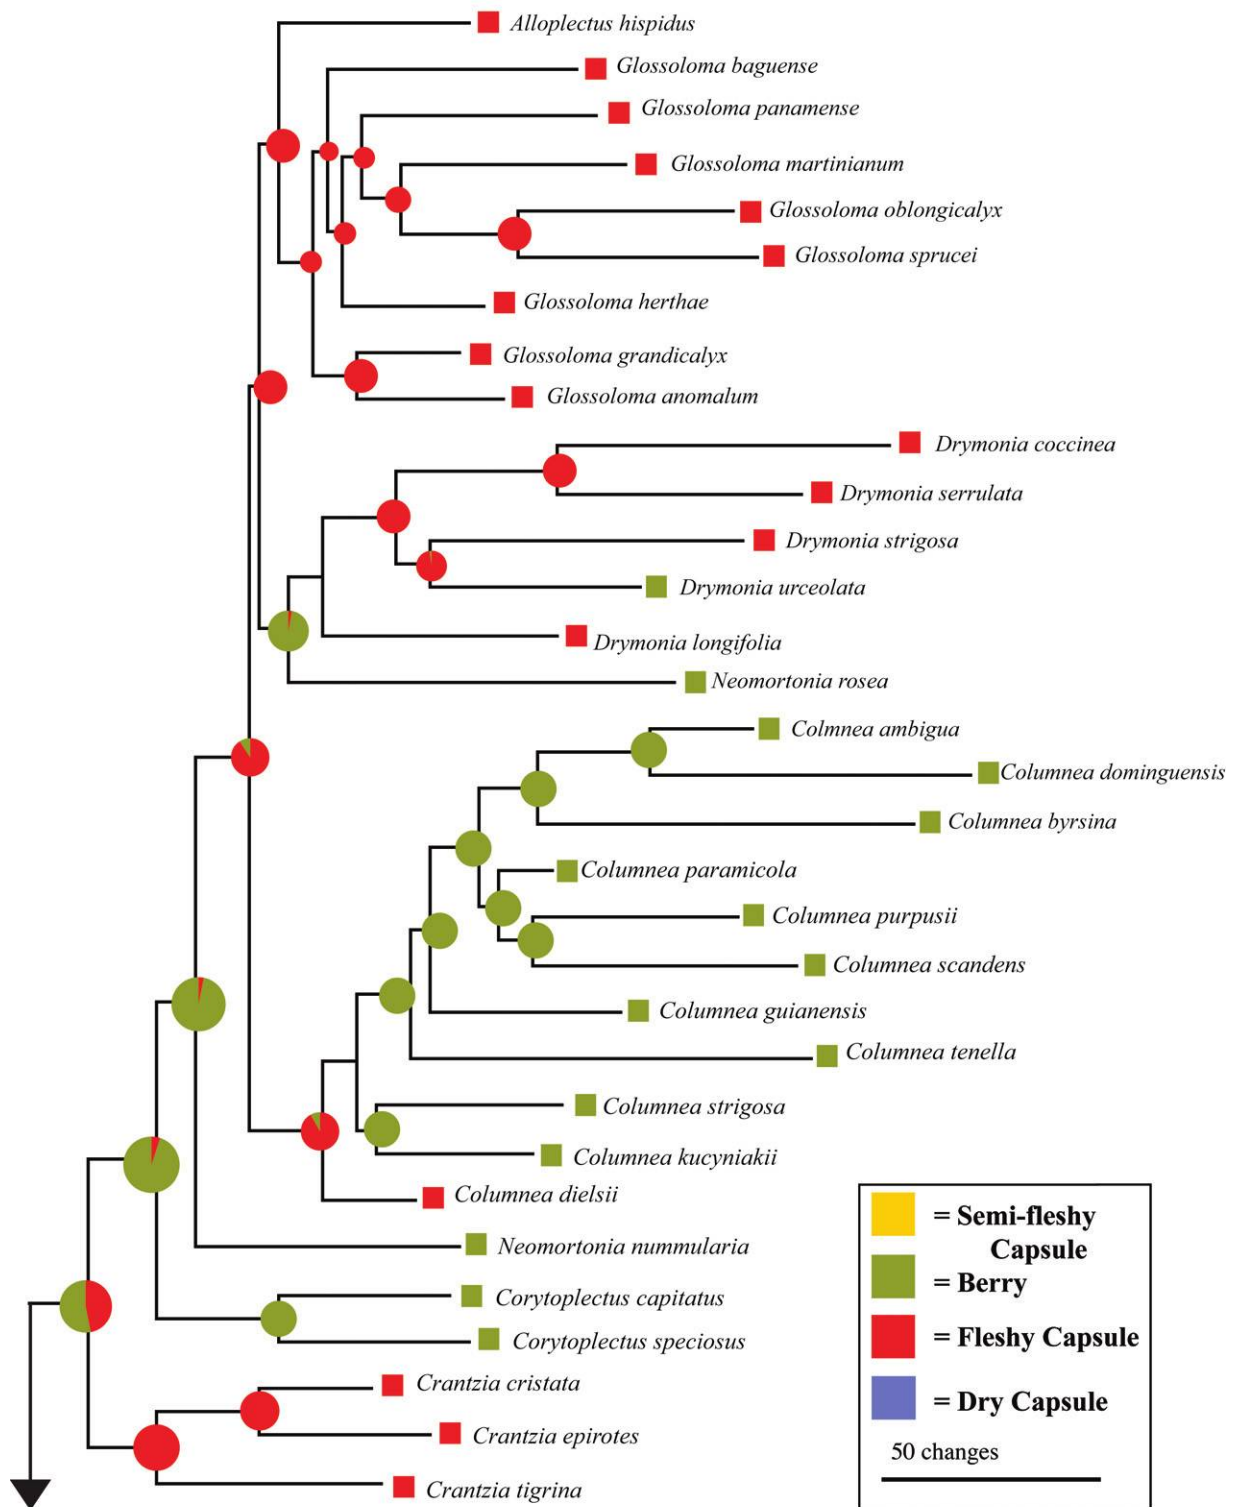 Alloplectus hispidus
Glossoloma baguense
Glossoloma panamense
Glossoloma martinianum
Glossoloma oblongicalyx
Glossoloma sprucei
Glossoloma herthae
Glossoloma grandicalyx
Glossoloma anomalum
Drymonia coccinea
Drymonia serrulata
Drymonia strigosa
Drymonia urceolata
Drymonia longifolia
Neomortonia rosea
Colmnea ambigua
Columnea dominguensis
Columnea byrsina
Columnea paramicola
Columnea purpusii
Columnea scandens
Columnea guianensis
Columnea tenella
Columnea strigosa
Columnea kucyniakii
Columnea dielsii
Neomortonia nummularia
Corytoplectus capitatus
Corytoplectus speciosus
Crantzia cristata
Crantzia epirotes
Crantzia tigrina
= Semi-fleshy
Capsule
= Berry
= Fleshy Capsule
= Dry Capsule
50 changes